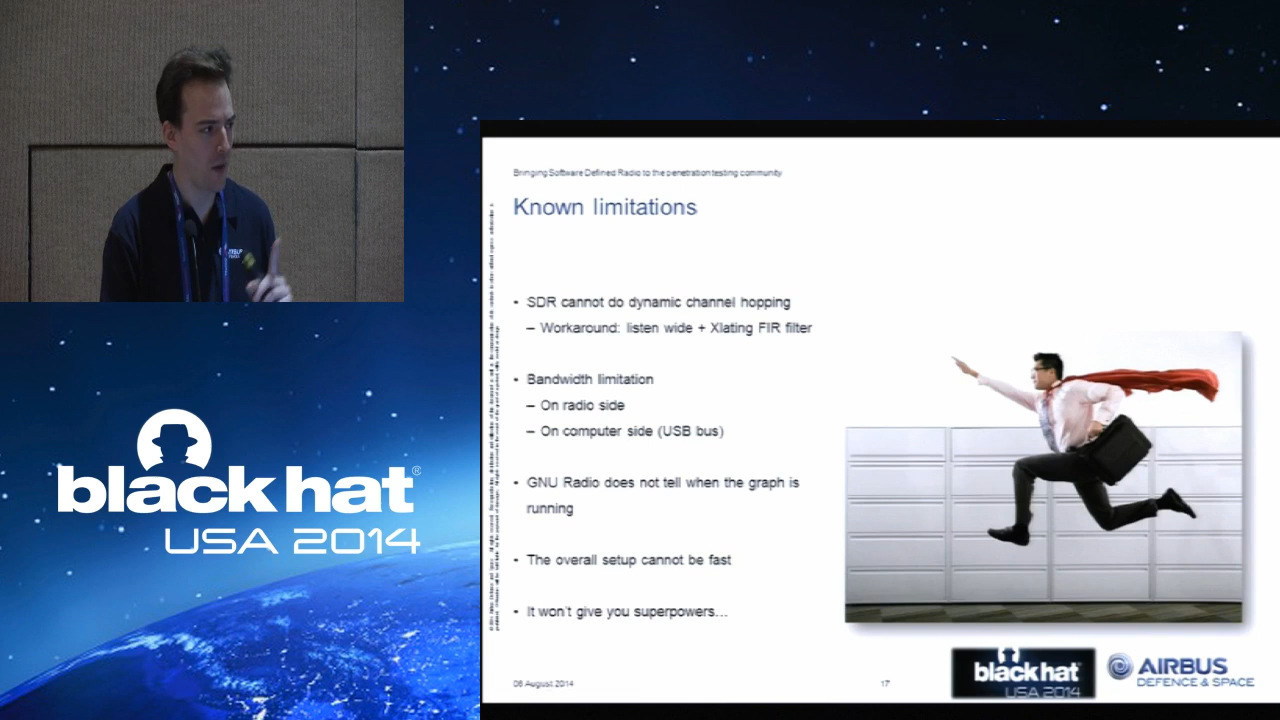 Bringing Software Defined Radio to the penetration testing community
Known limitations
• SDR cannot do dynamic channel hopping
– Workaround: listen wide + Xlating FIR filter
• Bandwidth limitation
– On radio side
– On computer side (USB bus)
• GNU Radio does not tell when the graph is
running
• The overall setup cannot be fast
• It won't give you superpowers...
06 August 2014
17
black hat
USA 2014
AIRBUS
DEFENCE & SPACE
black hat®
USA 2014